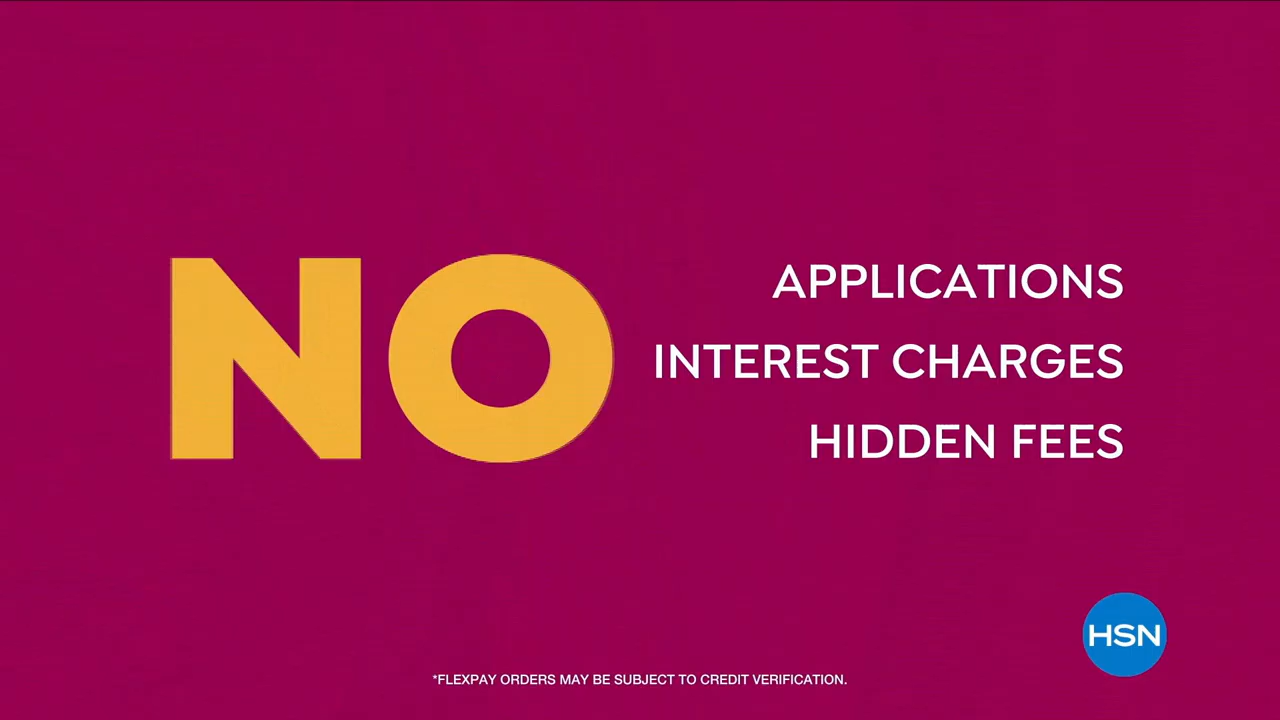 NO
APPLICATIONS
INTEREST CHARGES
HIDDEN FEES
HSN
*FLEXPAY ORDERS MAY BE SUBJECT TO CREDIT VERIFICATION.